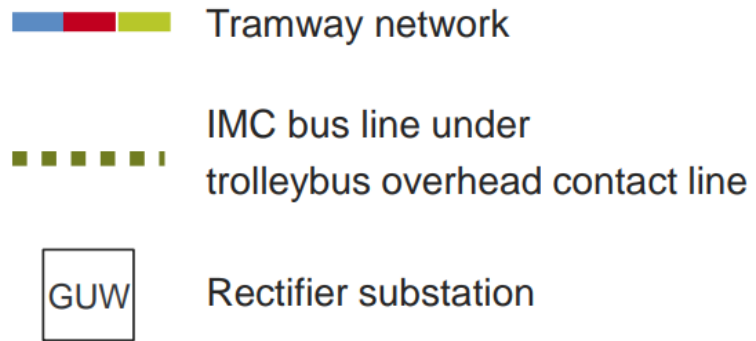 Tramway network
IMC bus line under
trolleybus overhead contact line
GUW
Rectifier substation